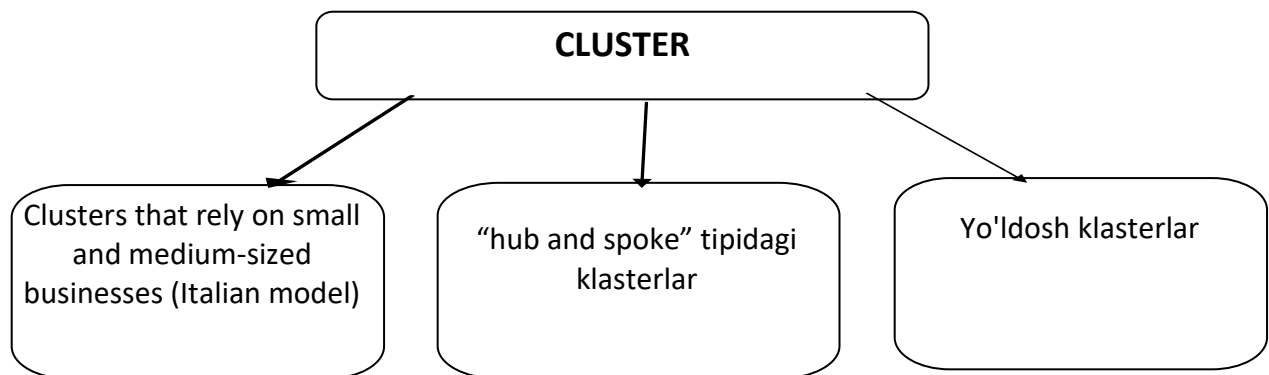 CLUSTER
Clusters that rely on small
and medium-sized
businesses (Italian model)
“hub and spoke” tipidagi
klasterlar
Yo'ldosh klasterlar